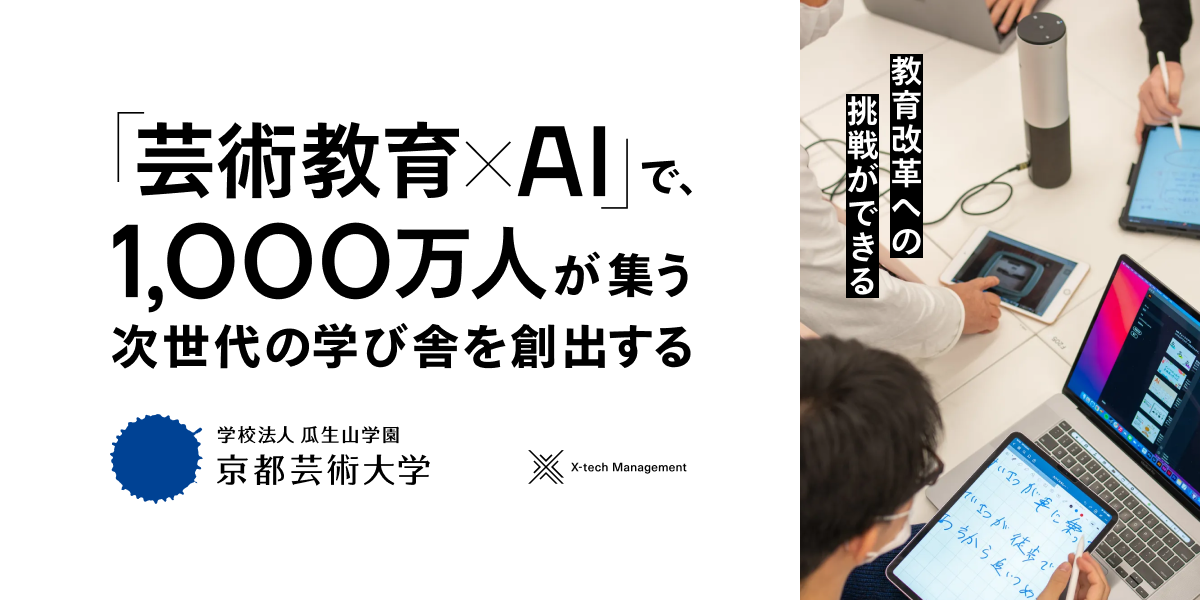 「芸術教育×AI」で、
1,000万人が集う
次世代の学び舎を創出する
学校法人 瓜生山学園
京都芸術大学
X-tech Management
教育改革への
挑戦ができる